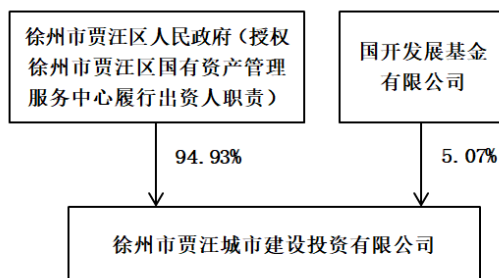 徐州市贾汪区人民政府（授权
徐州市贾汪区国有资产管理
服务中心履行出资人职责）
国开发展基金
有限公司
94.93%
5.07%
徐州市贾汪城市建设投资有限公司